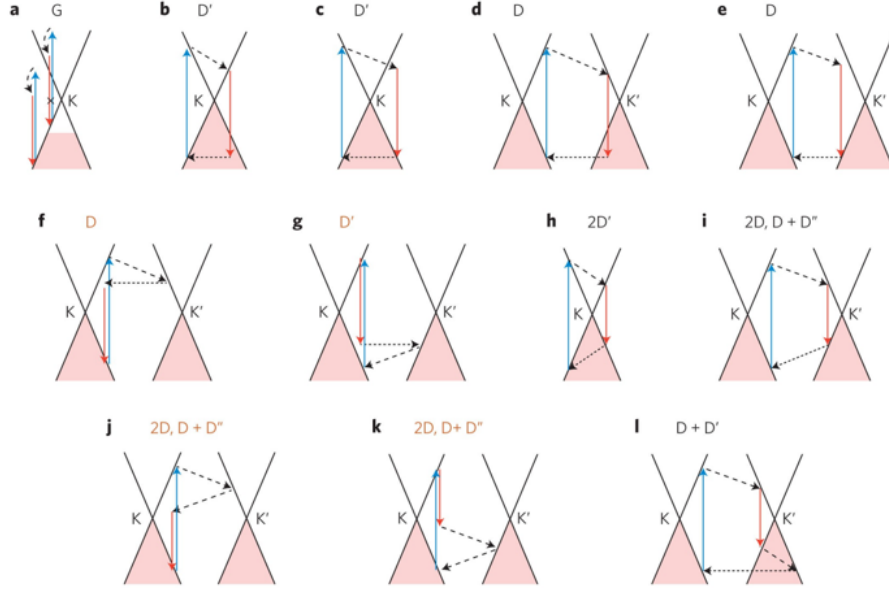 a G
b D′
c D′
d D
e D
K
K
K
K K′
K K′
f D
g D′
h 2D′
i 2D, D + D″
K K′
K K′
K
K K′
j 2D, D + D″
k 2D, D+ D″
l D + D′
K K′
K K′
K K′